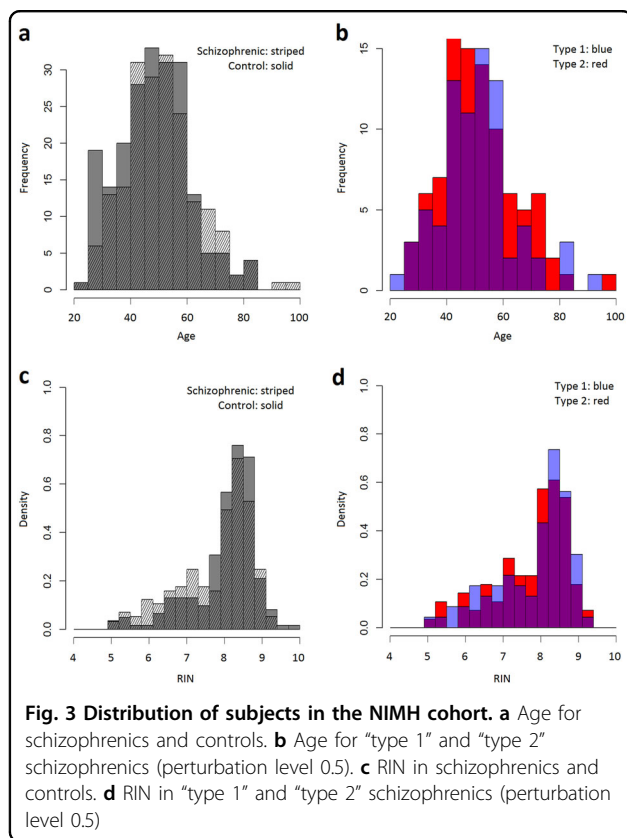 a
Schizophrenic: striped
Control: solid
Frequency
0 5 10 15 20 25 30
20 40 60 80 100
Age
b
Type 1: blue
Type 2: red
Frequency
0 5 10 15
20 40 60 80 100
Age
c
Schizophrenic: striped
Control: solid
Density
0.0 0.2 0.4 0.6 0.8 1.0
4 5 6 7 8 9 10
RIN
d
Type 1: blue
Type 2: red
Density
0.0 0.2 0.4 0.6 0.8 1.0
4 5 6 7 8 9 10
RIN
Fig. 3 Distribution of subjects in the NIMH cohort. a Age for
schizophrenics and controls. b Age for “type 1” and “type 2”
schizophrenics (perturbation level 0.5). c RIN in schizophrenics and
controls. d RIN in “type 1” and “type 2” schizophrenics (perturbation
level 0.5)